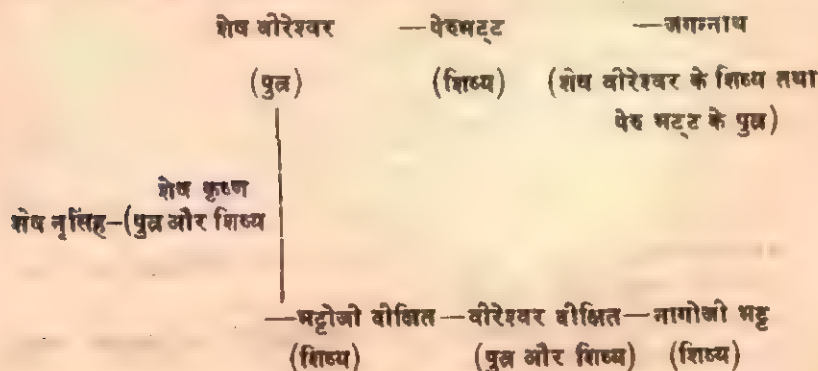 शेष वीरेश्वर —पेरुभट्ट —जगन्नाथ
(पुत्र) (शिष्य) (शेष वीरेश्वर के शिष्य तथा
पेरु भट्ट के पुत्र)
शेष कृष्ण
शेष नृसिंह—(पुत्र और शिष्य
—भट्टोजी दीक्षित—वीरेश्वर दीक्षित—नागोजी भट्ट
(शिष्य) (पुत्र और शिष्य) (शिष्य)